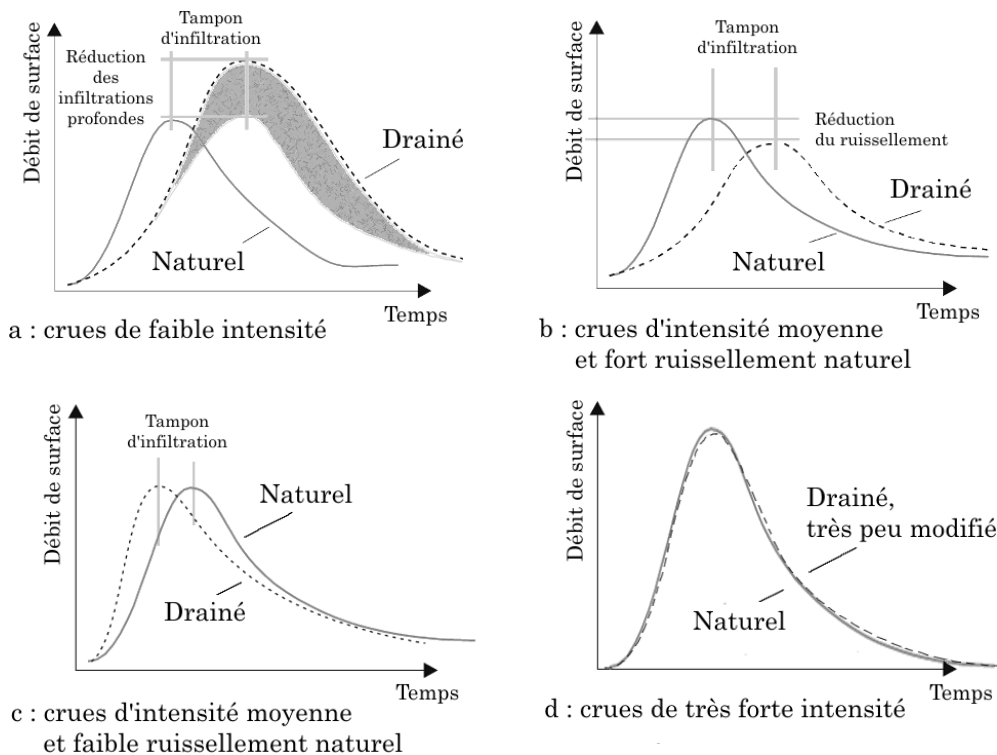 Débit de surface
Tampon
d'infiltration
Réduction
des
infiltrations
profondes
Drainé
Naturel
Temps
a : crues de faible intensité
Débit de surface
Tampon
d'infiltration
Réduction
du ruissellement
Drainé
Naturel
Temps
b : crues d'intensité moyenne
et fort ruissellement naturel
Débit de surface
Tampon
d'infiltration
Naturel
Drainé
Temps
c : crues d'intensité moyenne
et faible ruissellement naturel
Débit de surface
Drainé,
très peu modifié
Naturel
Temps
d : crues de très forte intensité